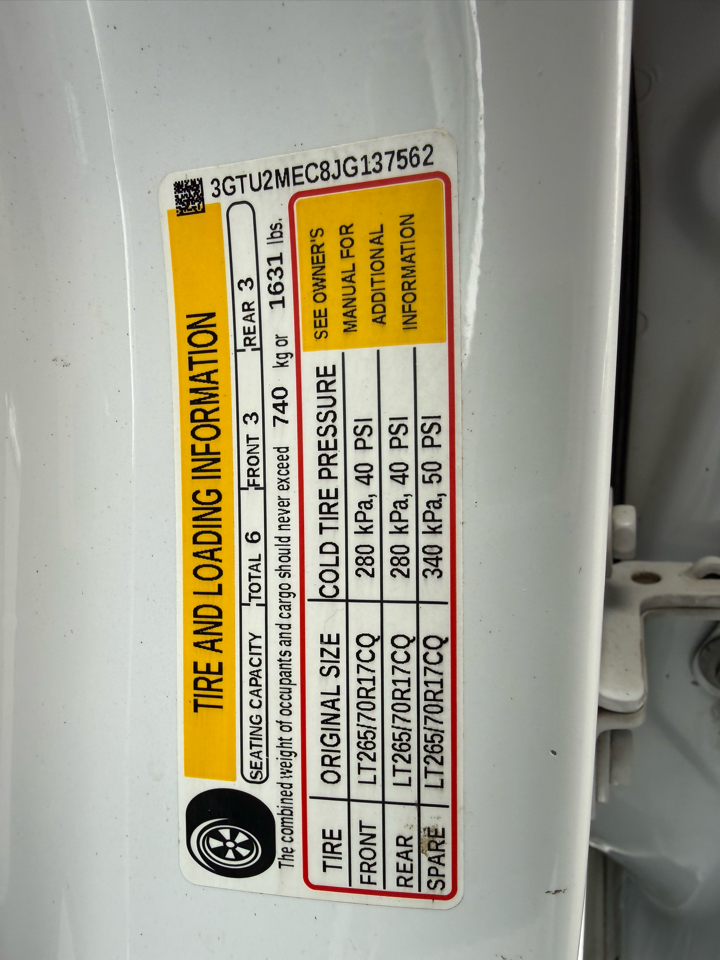 3GTU2MEC8JG137562
TIRE AND LOADING INFORMATION
SEATING CAPACITY TOTAL 6 FRONT 3 REAR 3
The combined weight of occupants and cargo should never exceed 740 kg or 1631 lbs.
TIRE ORIGINAL SIZE COLD TIRE PRESSURE
FRONT LT265/70R17CQ 280 kPa, 40 PSI
REAR LT265/70R17CQ 280 kPa, 40 PSI
SPARE LT265/70R17CQ 340 kPa, 50 PSI
SEE OWNER'S
MANUAL FOR
ADDITIONAL
INFORMATION